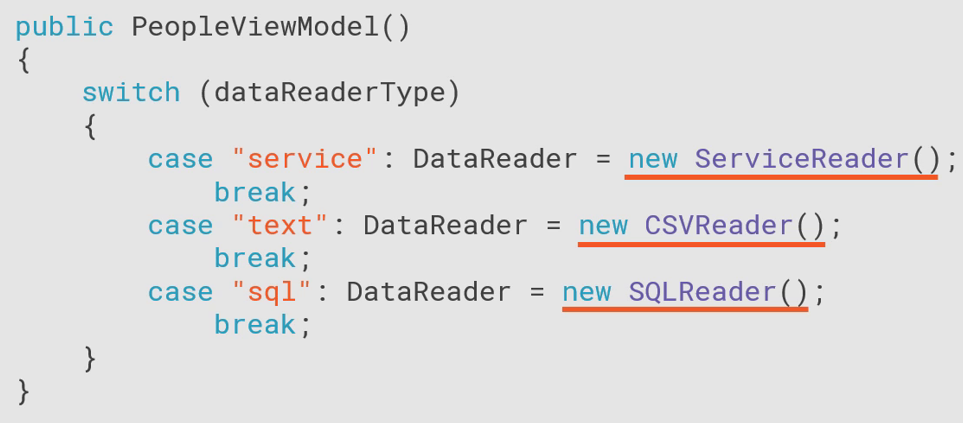 public PeopleViewModel()
{
    switch (dataReaderType)
    {
        case "service": DataReader = new ServiceReader();
            break;
        case "text": DataReader = new CSVReader();
            break;
        case "sql": DataReader = new SQLReader();
            break;
    }
}